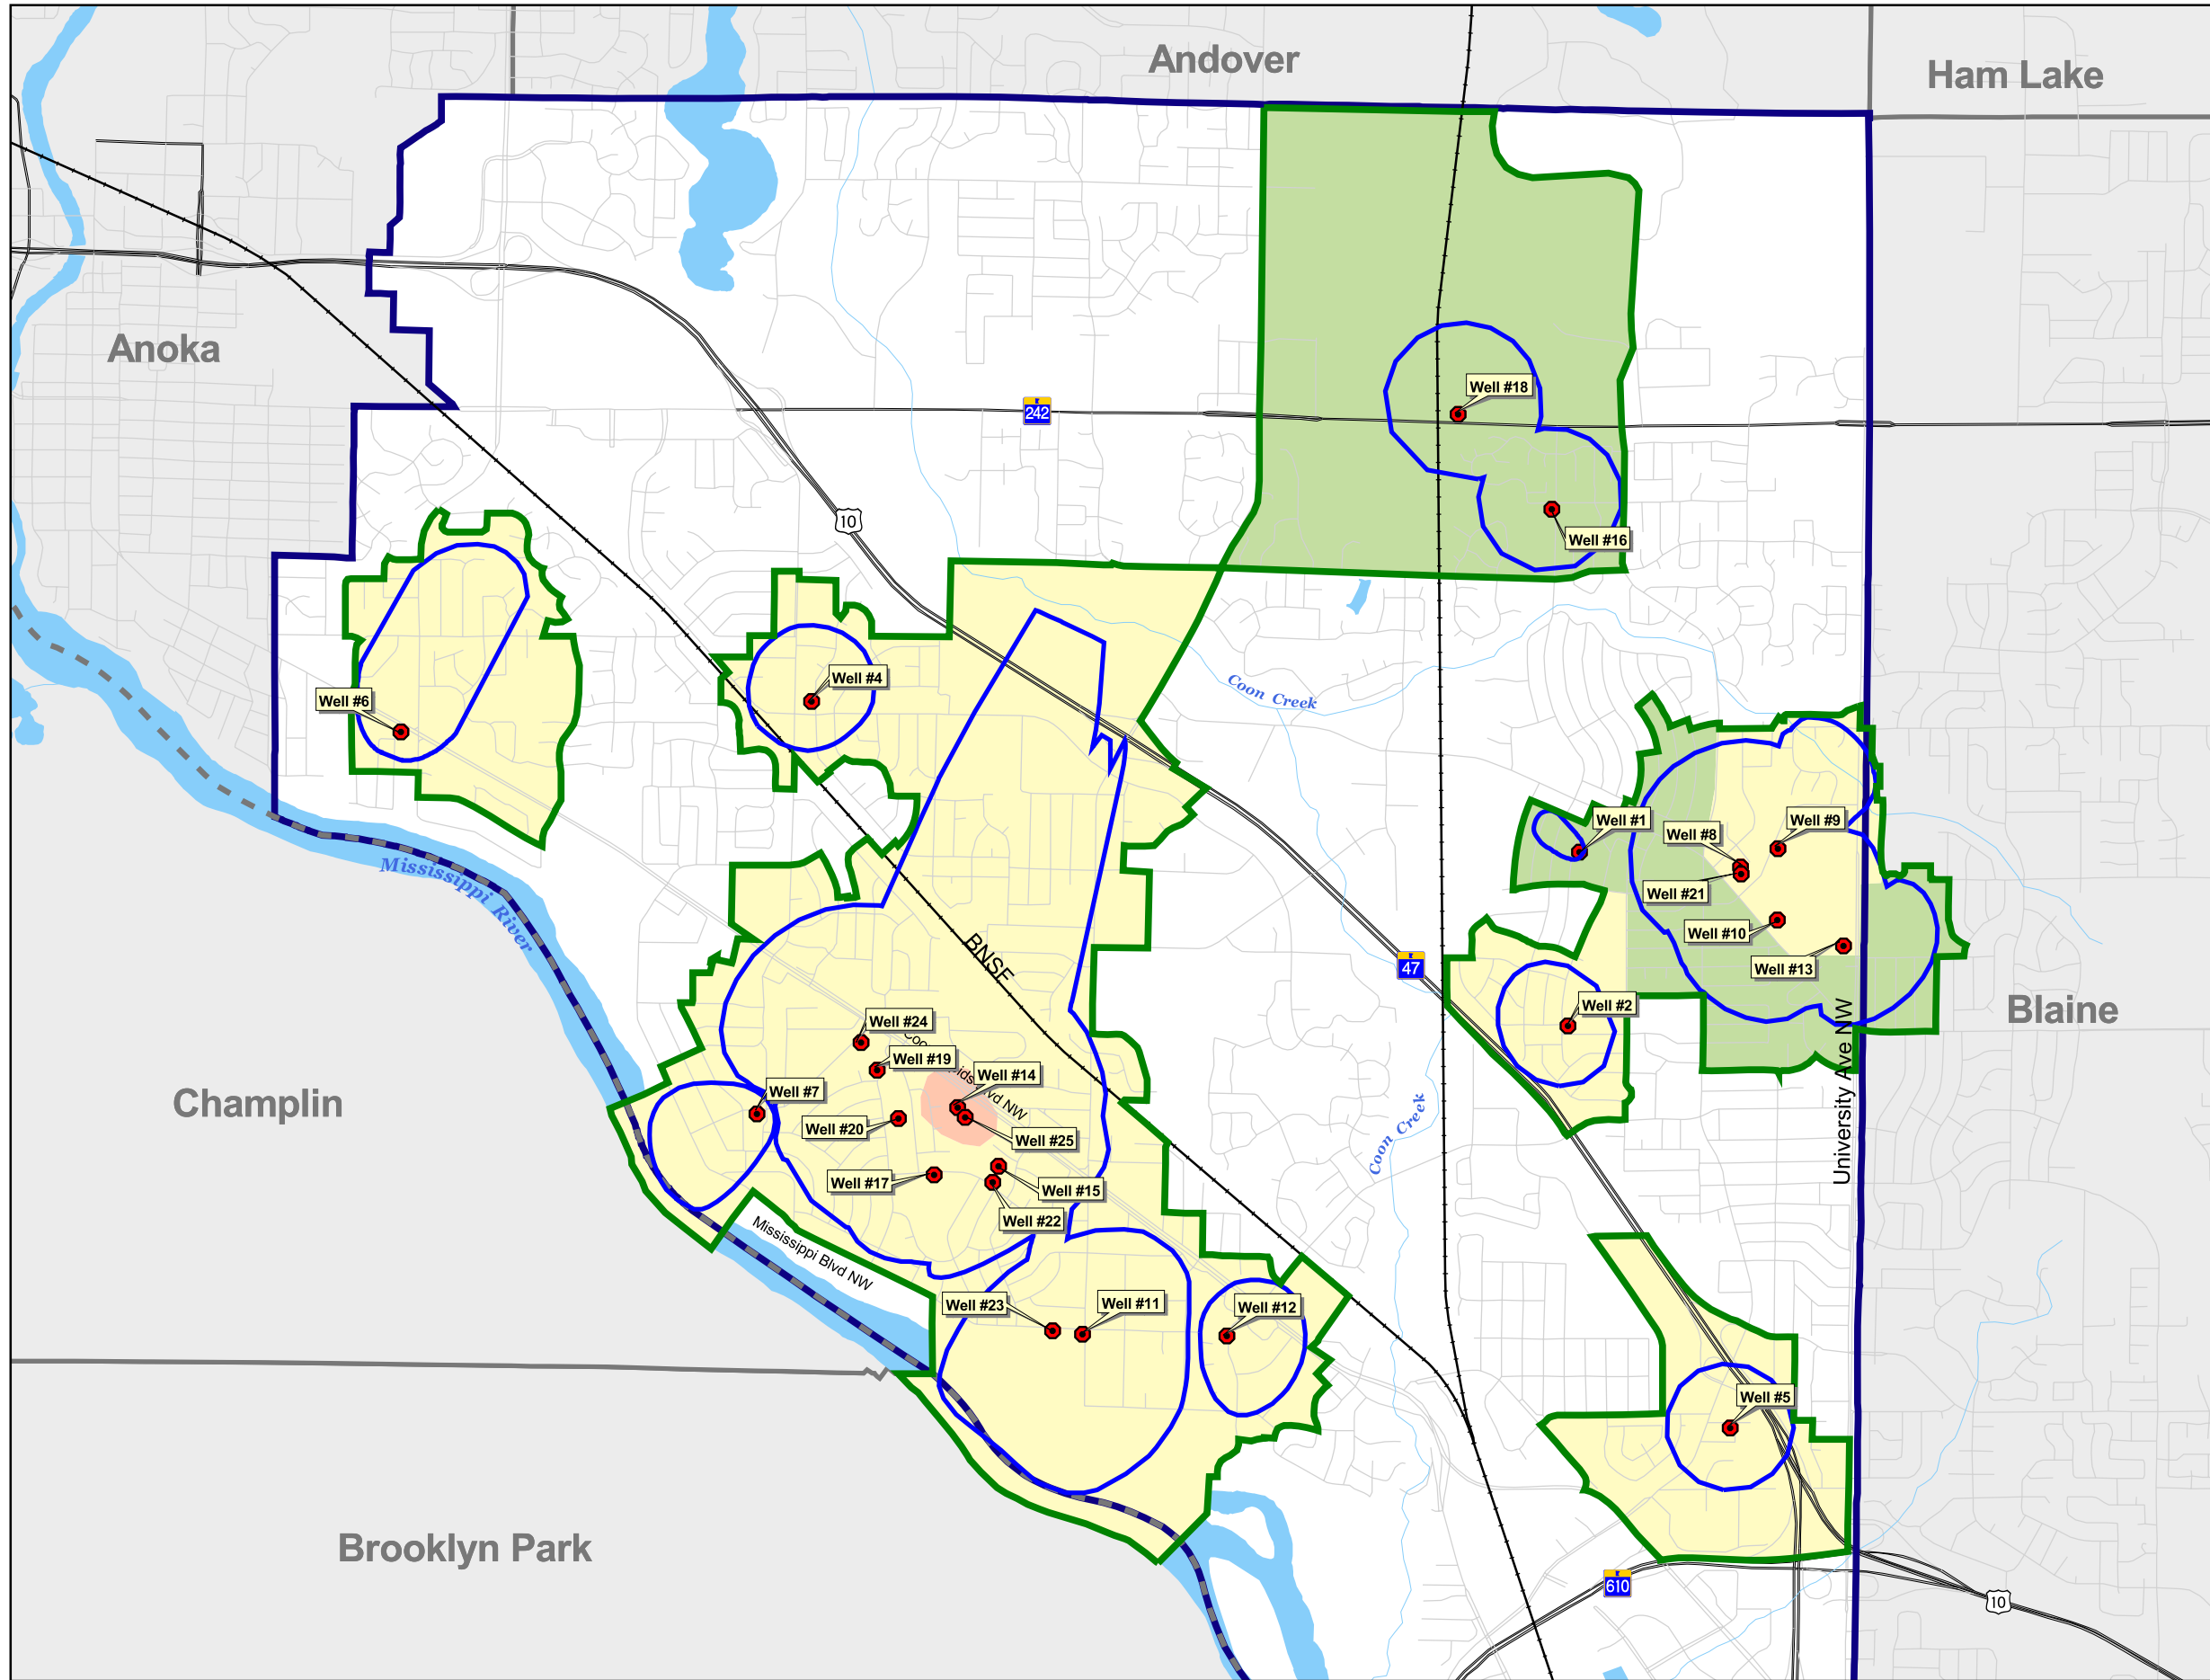 Andover
Ham Lake
Anoka
Well #18
242
10
Well #16
Well #4
Well #6
Coon Creek
Well #1
Well #8
Well #9
Well #21
Mississippi River
Well #10
BNSF
47
Well #13
Well #2
Blaine
University Ave NW
Well #24
Well #19
Well #14
Well #7
Champlin
Blvd NW
Well #20
Well #25
Coon Creek
Well #17
Well #15
Well #22
Mississippi Blvd NW
Well #23
Well #11
Well #12
Well #5
Brooklyn Park
610
10